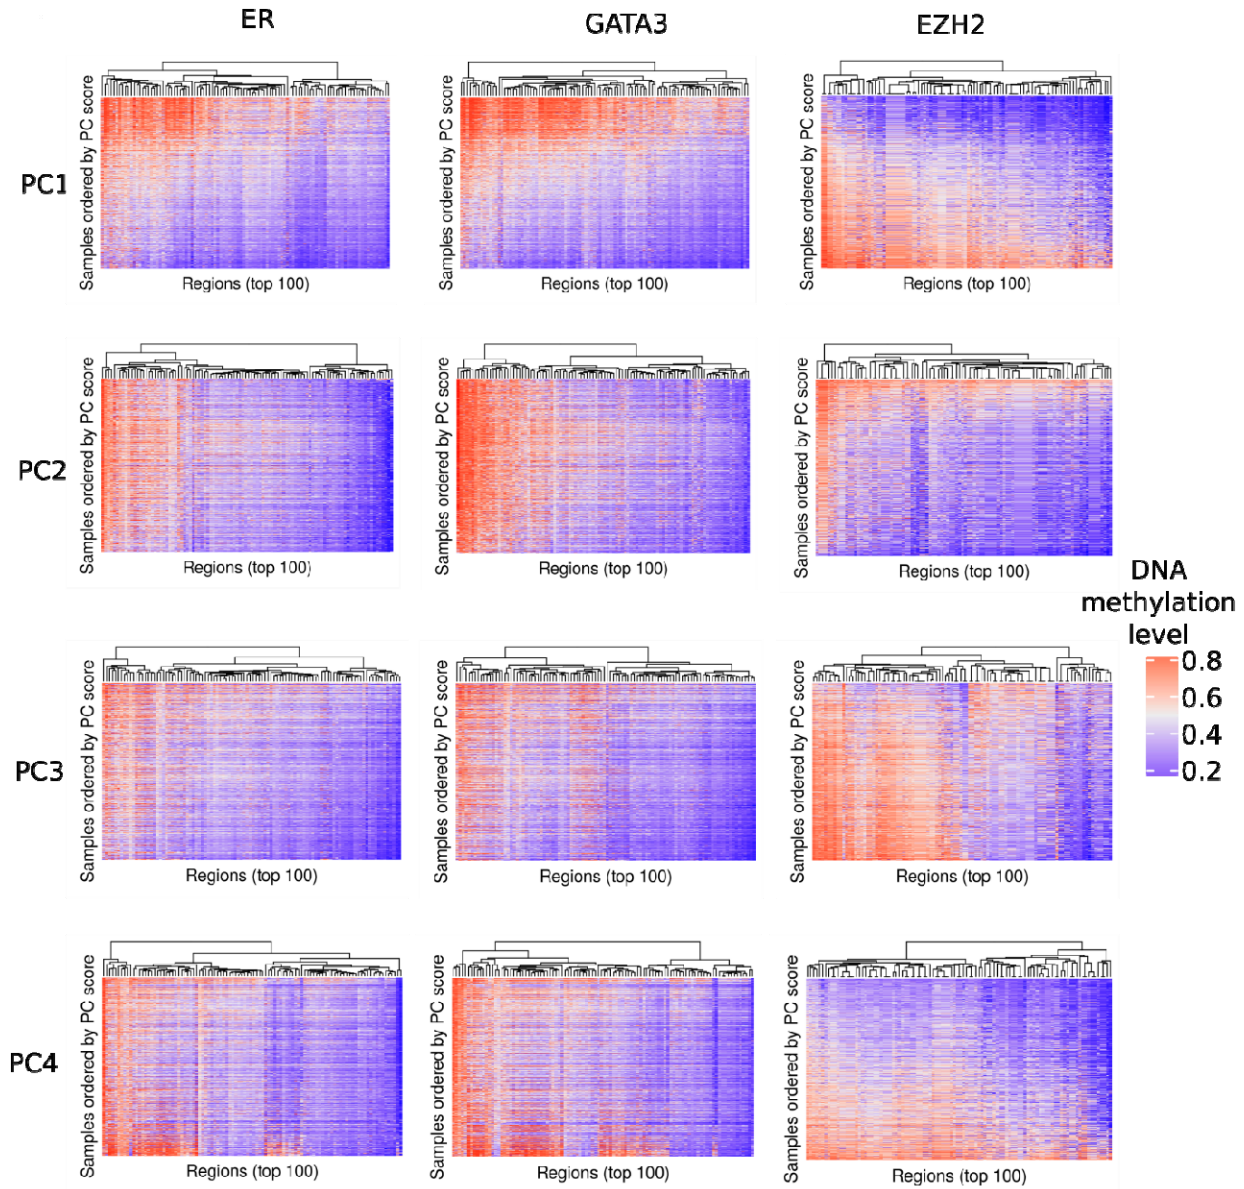 ER
GATA3
EZH2
PC1
Samples ordered by PC score
Regions (top 100)
Samples ordered by PC score
Regions (top 100)
Samples ordered by PC score
Regions (top 100)
PC2
Samples ordered by PC score
Regions (top 100)
Samples ordered by PC score
Regions (top 100)
Samples ordered by PC score
Regions (top 100)
DNA
methylation
level
0.8
0.6
0.4
0.2
PC3
Samples ordered by PC score
Regions (top 100)
Samples ordered by PC score
Regions (top 100)
Samples ordered by PC score
Regions (top 100)
PC4
Samples ordered by PC score
Regions (top 100)
Samples ordered by PC score
Regions (top 100)
Samples ordered by PC score
Regions (top 100)